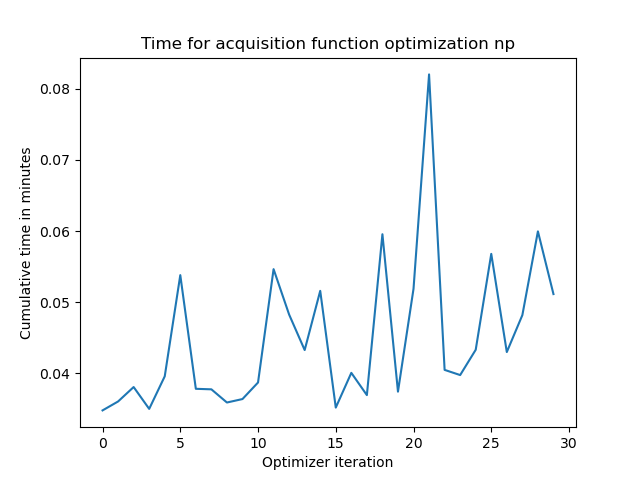 Time for acquisition function optimization np
Cumulative time in minutes
0.08
0.07
0.06
0.05
0.04
0 5 10 15 20 25 30
Optimizer iteration